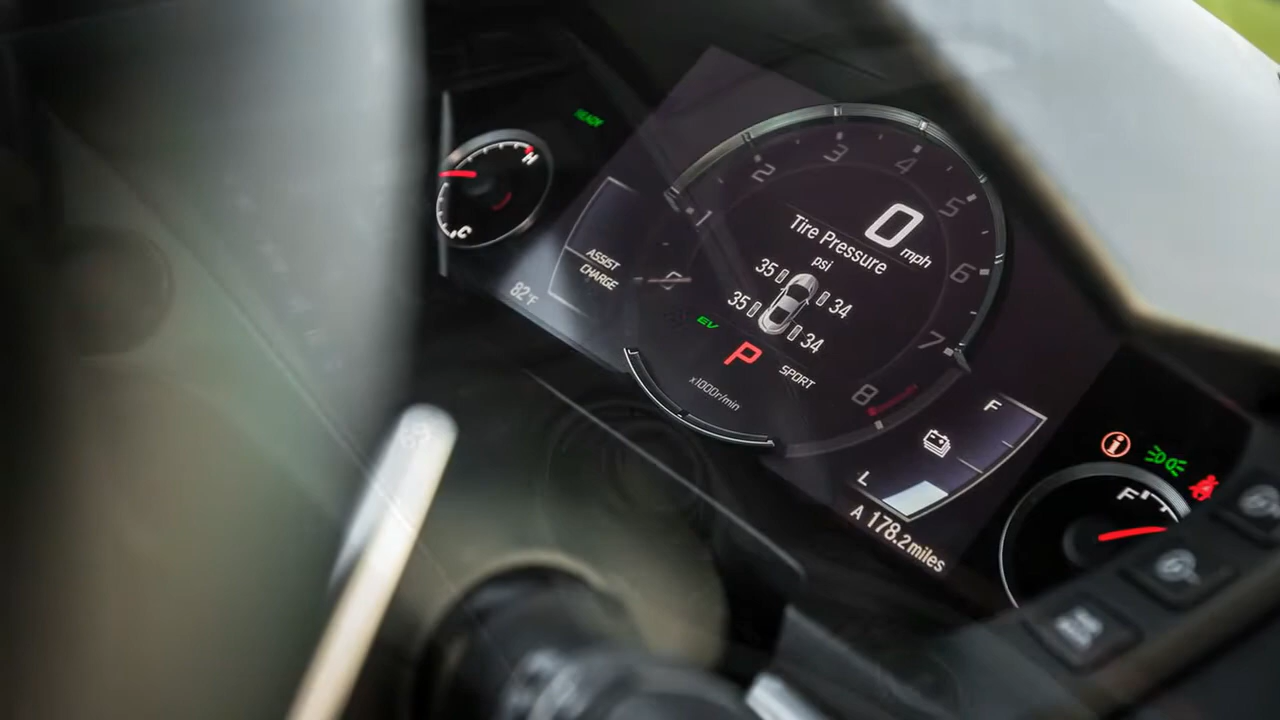 READY
H
C
ASSIST
CHARGE
82°F
0
1
2
3
4
5
6
7
8
0 mph
Tire Pressure
psi
35 34
35 34
EV
P
SPORT
x1000r/min
F
L
A 178.2 miles
F